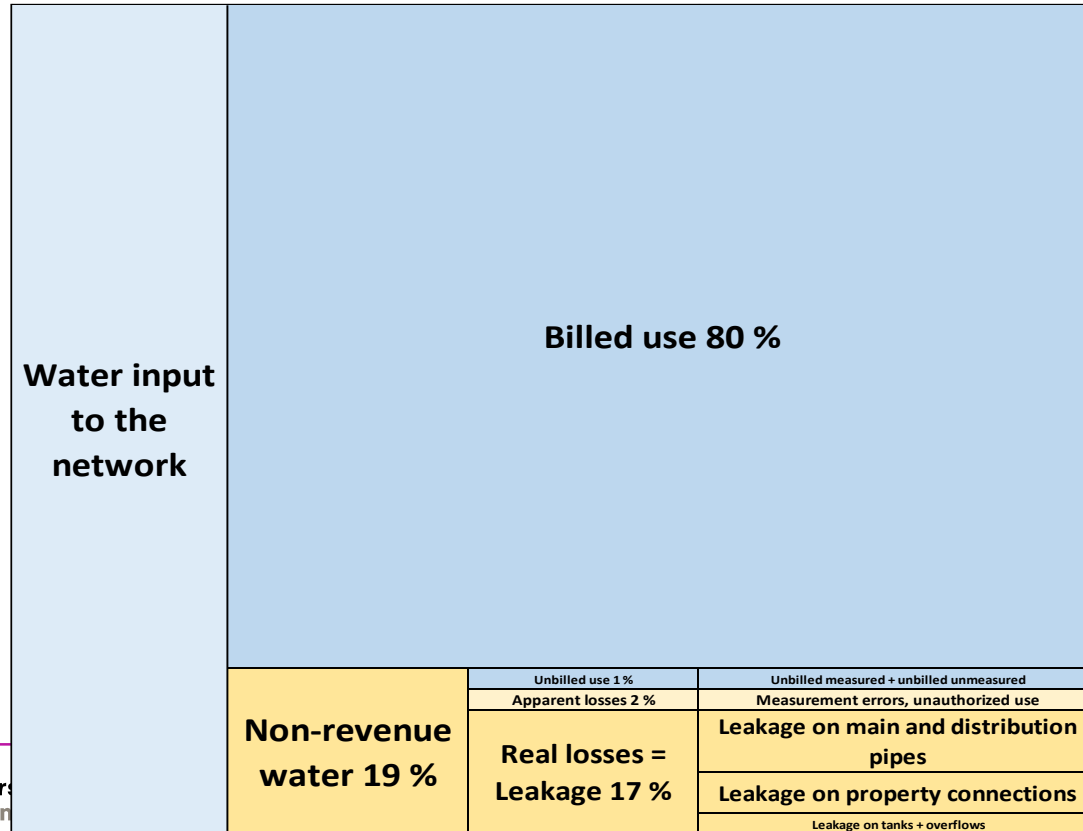 Water input
to the
network
Billed use 80 %
Non-revenue
water 19 %
Unbilled use 1 %
Unbilled measured + unbilled unmeasured
Apparent losses 2 %
Measurement errors, unauthorized use
Real losses =
Leakage 17 %
Leakage on main and distribution
pipes
Leakage on property connections
Leakage on tanks + overflows